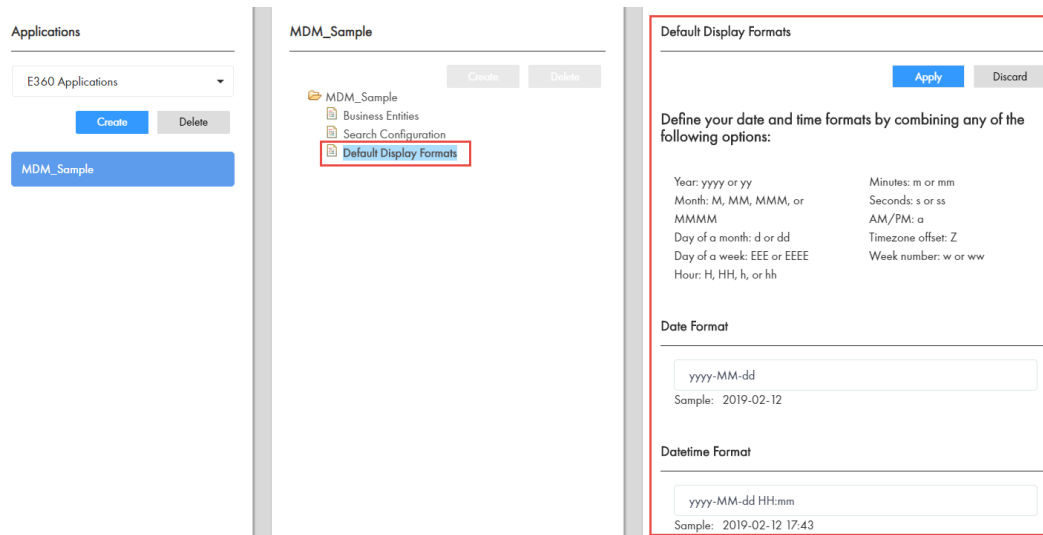 Applications
E360 Applications
Create Delete
MDM_Sample
MDM_Sample
Create Delete
MDM_Sample
Business Entities
Search Configuration
Default Display Formats
Default Display Formats
Apply Discard
Define your date and time formats by combining any of the
following options:
Year: yyyy or yy
Month: M, MM, MMM, or
MMMM
Day of a month: d or dd
Day of a week: EEE or EEEE
Hour: H, HH, h, or hh
Minutes: m or mm
Seconds: s or ss
AM/PM: a
Timezone offset: Z
Week number: w or ww
Date Format
yyyy-MM-dd
Sample: 2019-02-12
Datetime Format
yyyy-MM-dd HH:mm
Sample: 2019-02-12 17:43